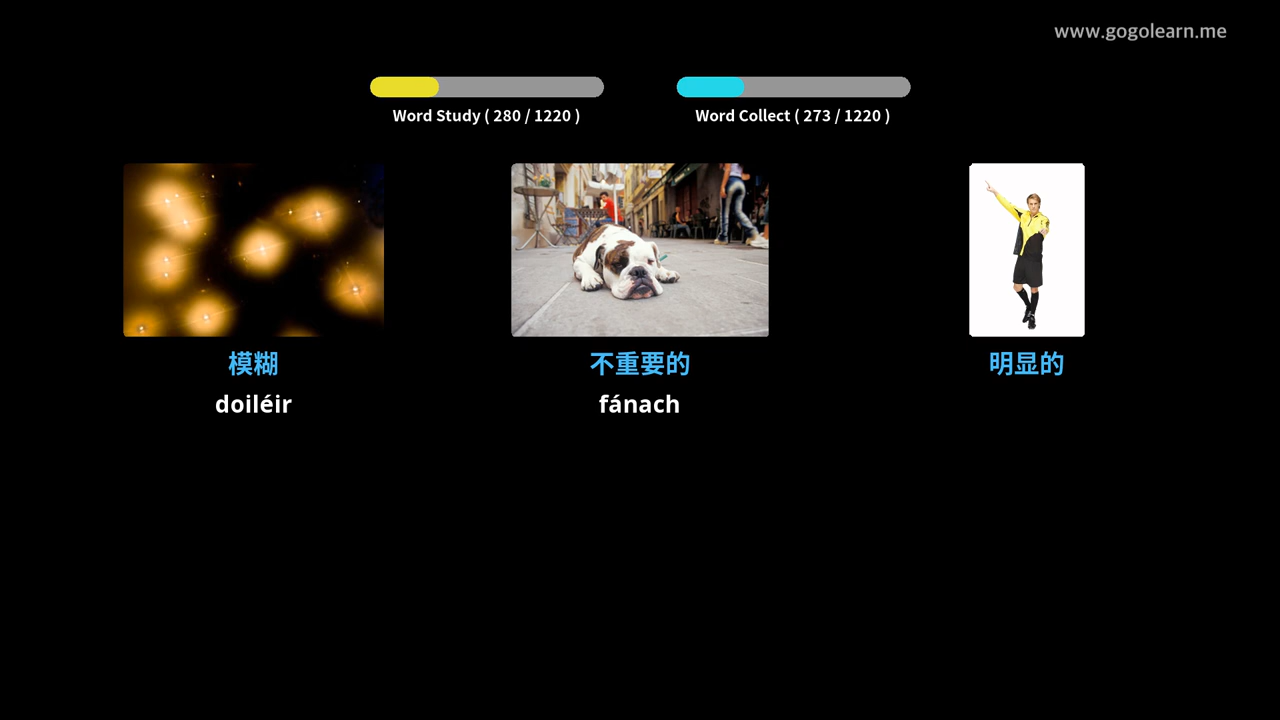 www.gogolearn.me
Word Study ( 280 / 1220 )
Word Collect ( 273 / 1220 )
模糊
不重要的
明显的
doiléir
fánach